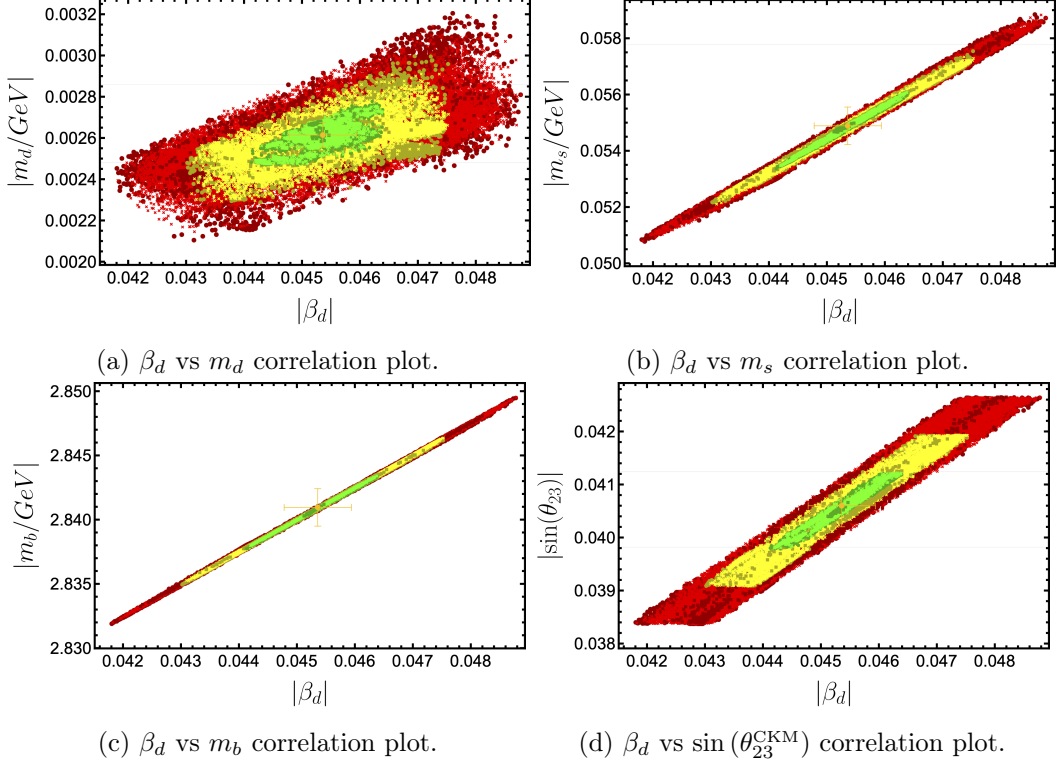 0.0032
0.0030
0.0028
0.0026
0.0024
0.0022
0.0020
|m_d/GeV|
0.042 0.043 0.044 0.045 0.046 0.047 0.048
|β_d|
(a) β_d vs m_d correlation plot.
0.058
0.056
0.054
0.052
0.050
|m_s/GeV|
0.042 0.043 0.044 0.045 0.046 0.047 0.048
|β_d|
(b) β_d vs m_s correlation plot.
2.850
2.845
2.840
2.835
2.830
|m_b/GeV|
0.042 0.043 0.044 0.045 0.046 0.047 0.048
|β_d|
(c) β_d vs m_b correlation plot.
0.042
0.041
0.040
0.039
0.038
|sin(θ_23)|
0.042 0.043 0.044 0.045 0.046 0.047 0.048
|β_d|
(d) β_d vs sin (θ_23^CKM) correlation plot.